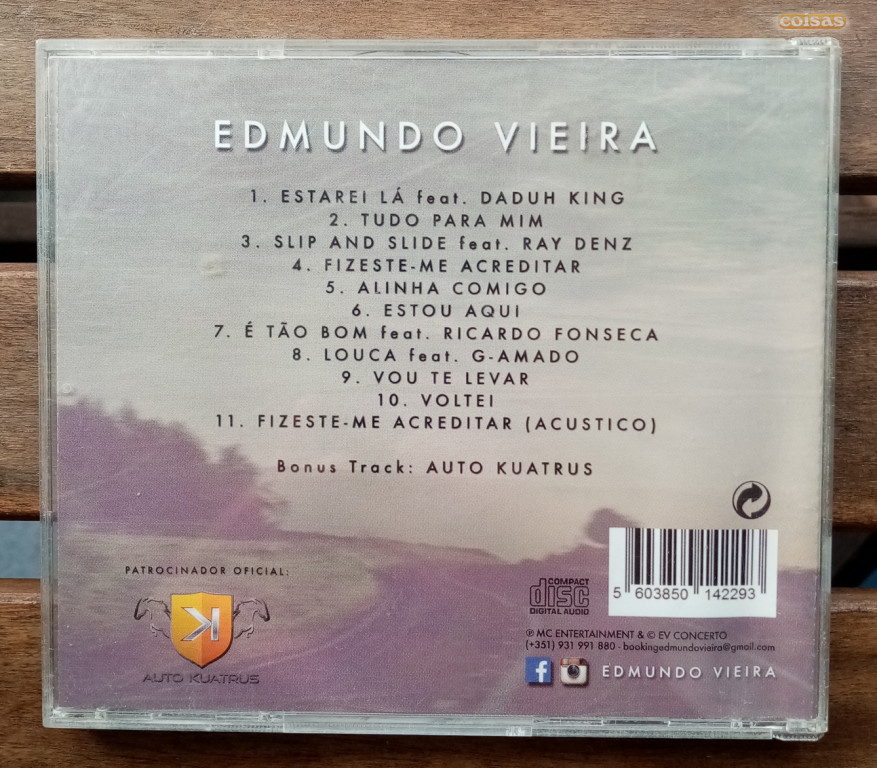 coisas
EDMUNDO VIEIRA
1. ESTAREI LÁ feat. DADUH KING
2. TUDO PARA MIM
3. SLIP AND SLIDE feat. RAY DENZ
4. FIZESTE-ME ACREDITAR
5. ALINHA COMIGO
6. ESTOU AQUI
7. É TÃO BOM feat. RICARDO FONSECA
8. LOUCA feat. G-AMADO
9. VOU TE LEVAR
10. VOLTEI
11. FIZESTE-ME ACREDITAR (ACUSTICO)
Bonus Track: AUTO KUATRUS
PATROCINADOR OFICIAL:
AUTO KUATRUS
COMPACT
disc
DIGITAL AUDIO
5 603850 142293
℗ MC ENTERTAINMENT & © EV CONCERTO
(+351) 931 991 880 - bookingedmundovieira@gmail.com
EDMUNDO VIEIRA